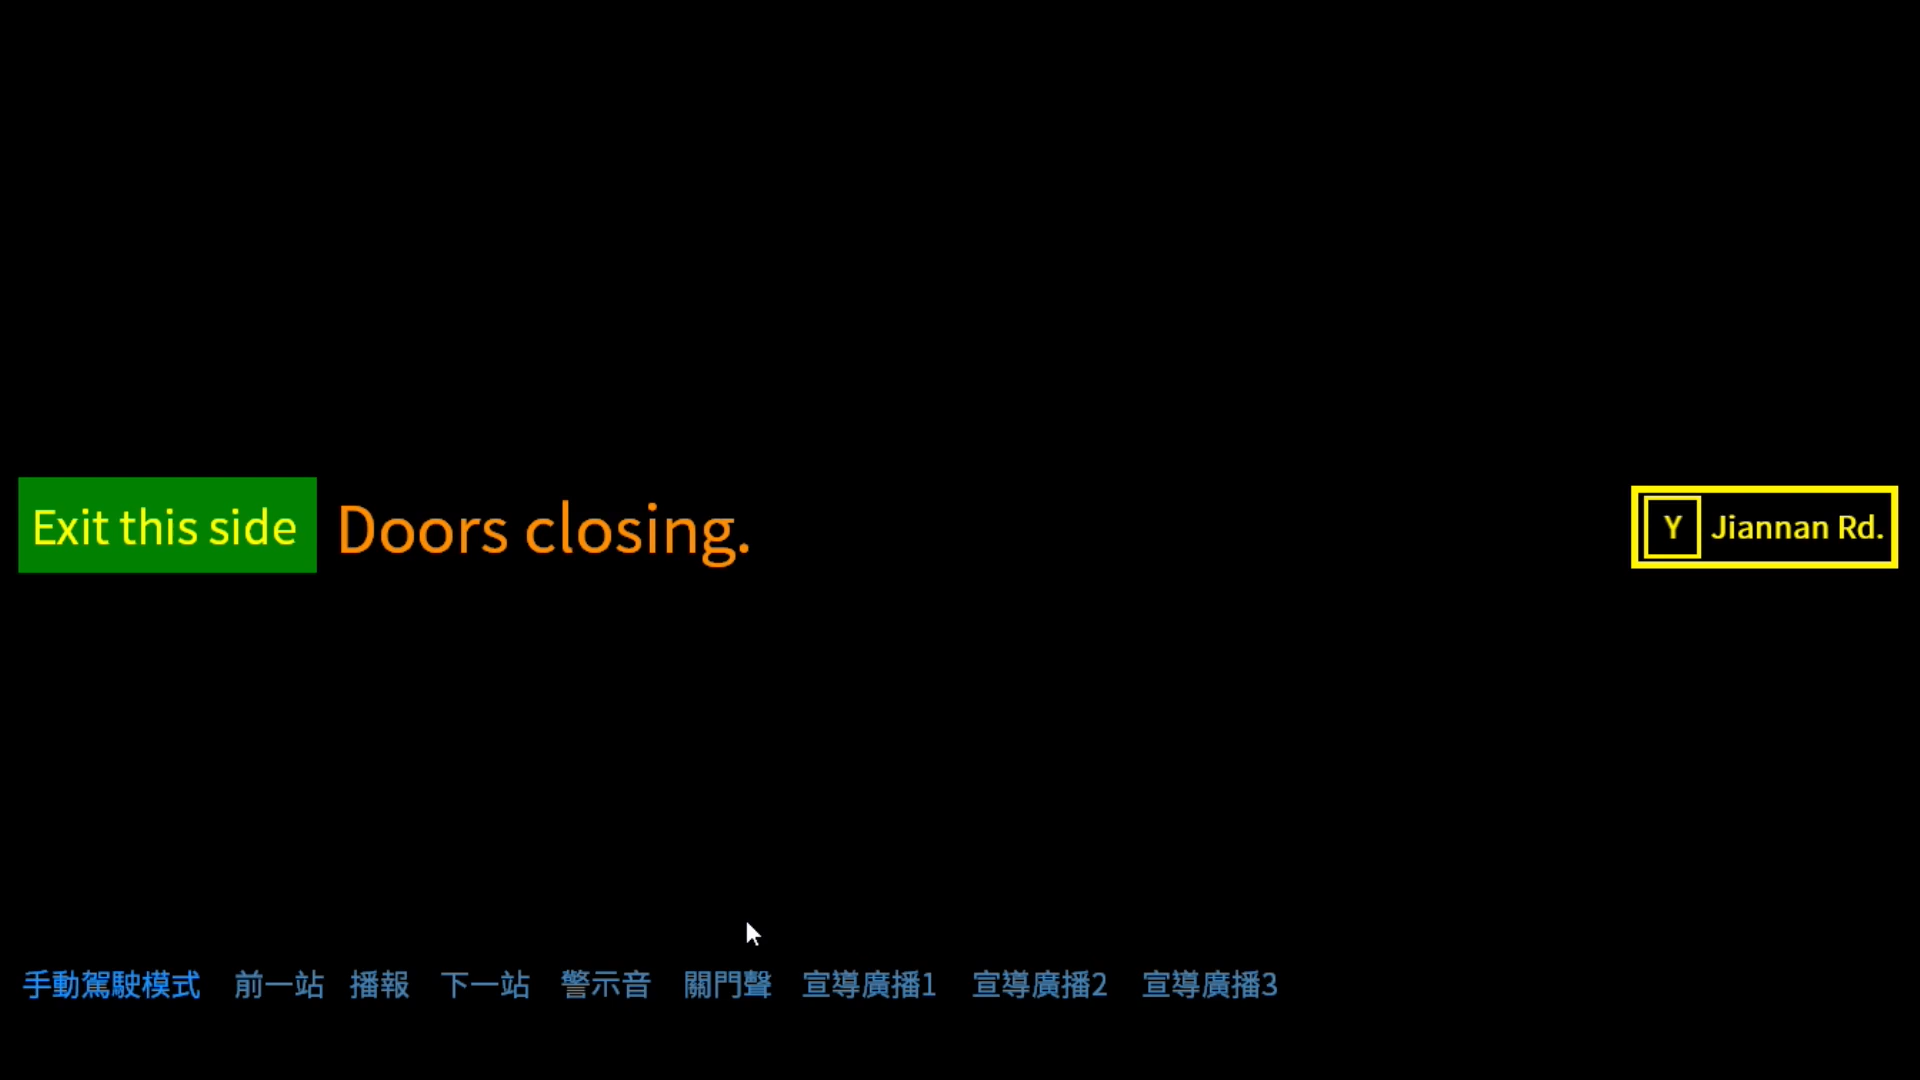 Exit this side Doors closing. Y Jiannan Rd.
手動駕駛模式 前一站 播報 下一站 警示音 關門聲 宣導廣播1 宣導廣播2 宣導廣播3